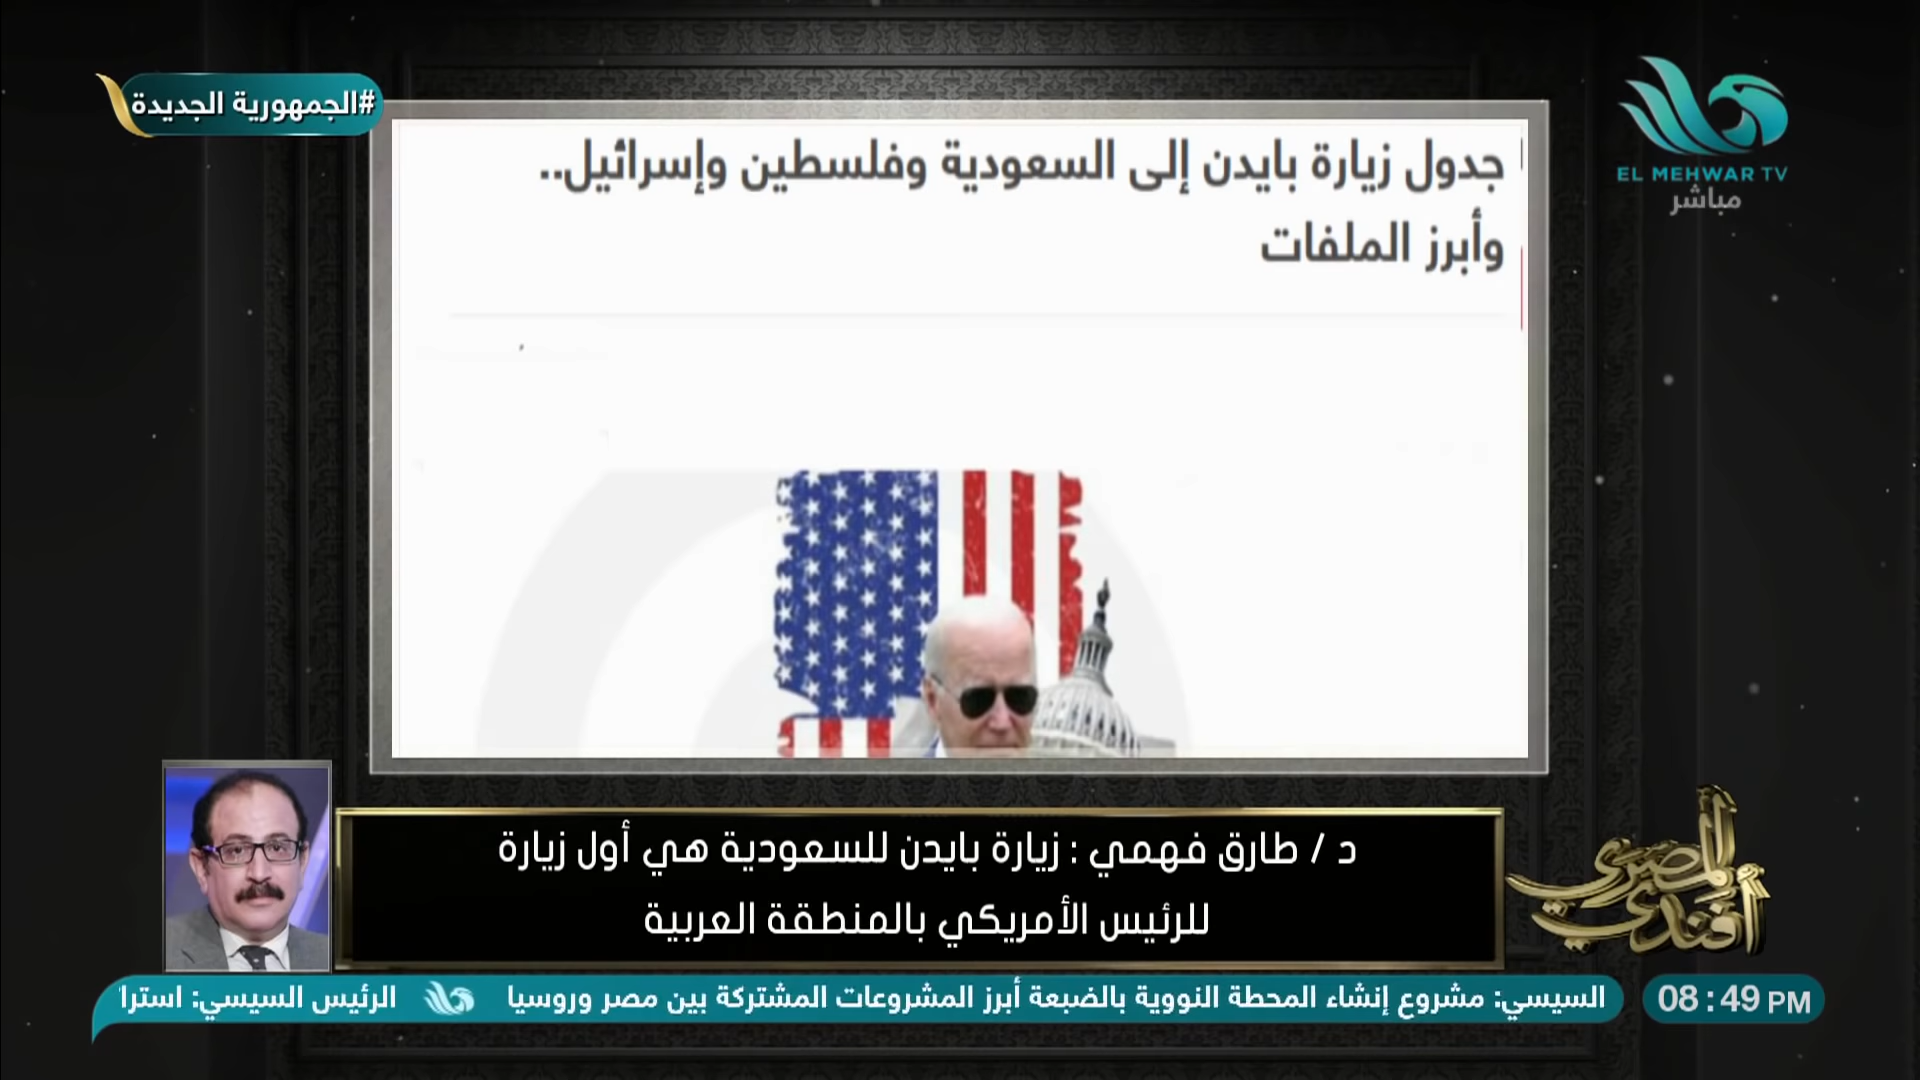 #الجمهورية الجديدة
EL MEHWAR TV
مباشر
جدول زيارة بايدن إلى السعودية وفلسطين وإسرائيل..
وأبرز الملفات
د / طارق فهمي : زيارة بايدن للسعودية هي أول زيارة
للرئيس الأمريكي بالمنطقة العربية
المصري
أفندي
السيسي: مشروع إنشاء المحطة النووية بالضبعة أبرز المشروعات المشتركة بين مصر وروسيا
الرئيس السيسي: استرا
08:49 PM